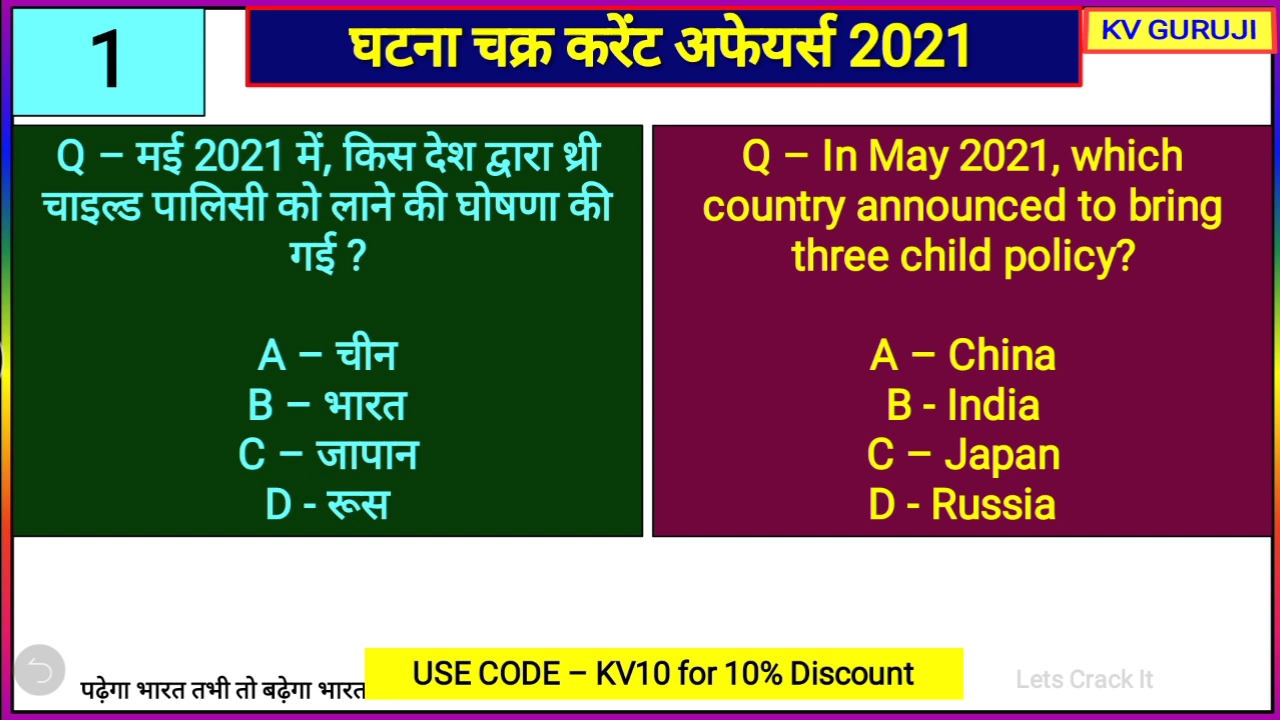 1
घटना चक्र करेंट अफेयर्स 2021
KV GURUJI
Q – मई 2021 में, किस देश द्वारा थ्री
चाइल्ड पालिसी को लाने की घोषणा की
गई ?
A – चीन
B – भारत
C – जापान
D - रूस
Q – In May 2021, which
country announced to bring
three child policy?
A – China
B - India
C – Japan
D - Russia
पढ़ेगा भारत तभी तो बढ़ेगा भारत
USE CODE – KV10 for 10% Discount
Lets Crack It